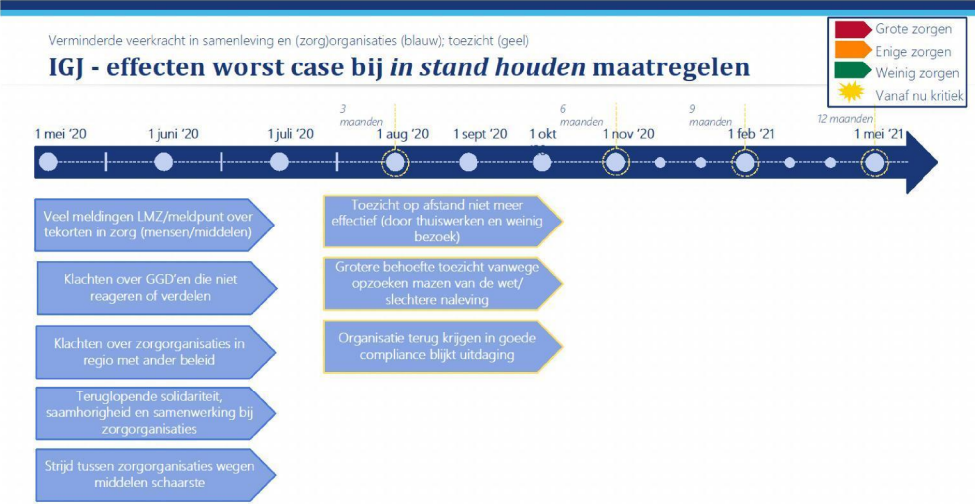 Verminderde veerkracht in samenleving en (zorg)organisaties (blauw); toezicht (geel)
IGJ - effecten worst case bij in stand houden maatregelen
Grote zorgen
Enige zorgen
Weinig zorgen
Vanaf nu kritiek
3
maanden
6
maanden
9
maanden
12 maanden
1 mei ‘20
1 juni ‘20
1 juli ‘20
1 aug ‘20
1 sept ‘20
1 okt
1 nov ‘20
1 feb ‘21
1 mei ‘21
Veel meldingen LMZ/meldpunt over
tekorten in zorg (mensen/middelen)
Klachten over GGD’en die niet
reageren of verdelen
Klachten over zorgorganisaties in
regio met ander beleid
Teruglopende solidariteit,
saamhorigheid en samenwerking bij
zorgorganisaties
Strijd tussen zorgorganisaties wegen
middelen schaarste
Toezicht op afstand niet meer
effectief (door thuiswerken en weinig
bezoek)
Grotere behoefte toezicht vanwege
opzoeken mazen van de wet/
slechtere naleving
Organisatie terug krijgen in goede
compliance blijkt uitdaging